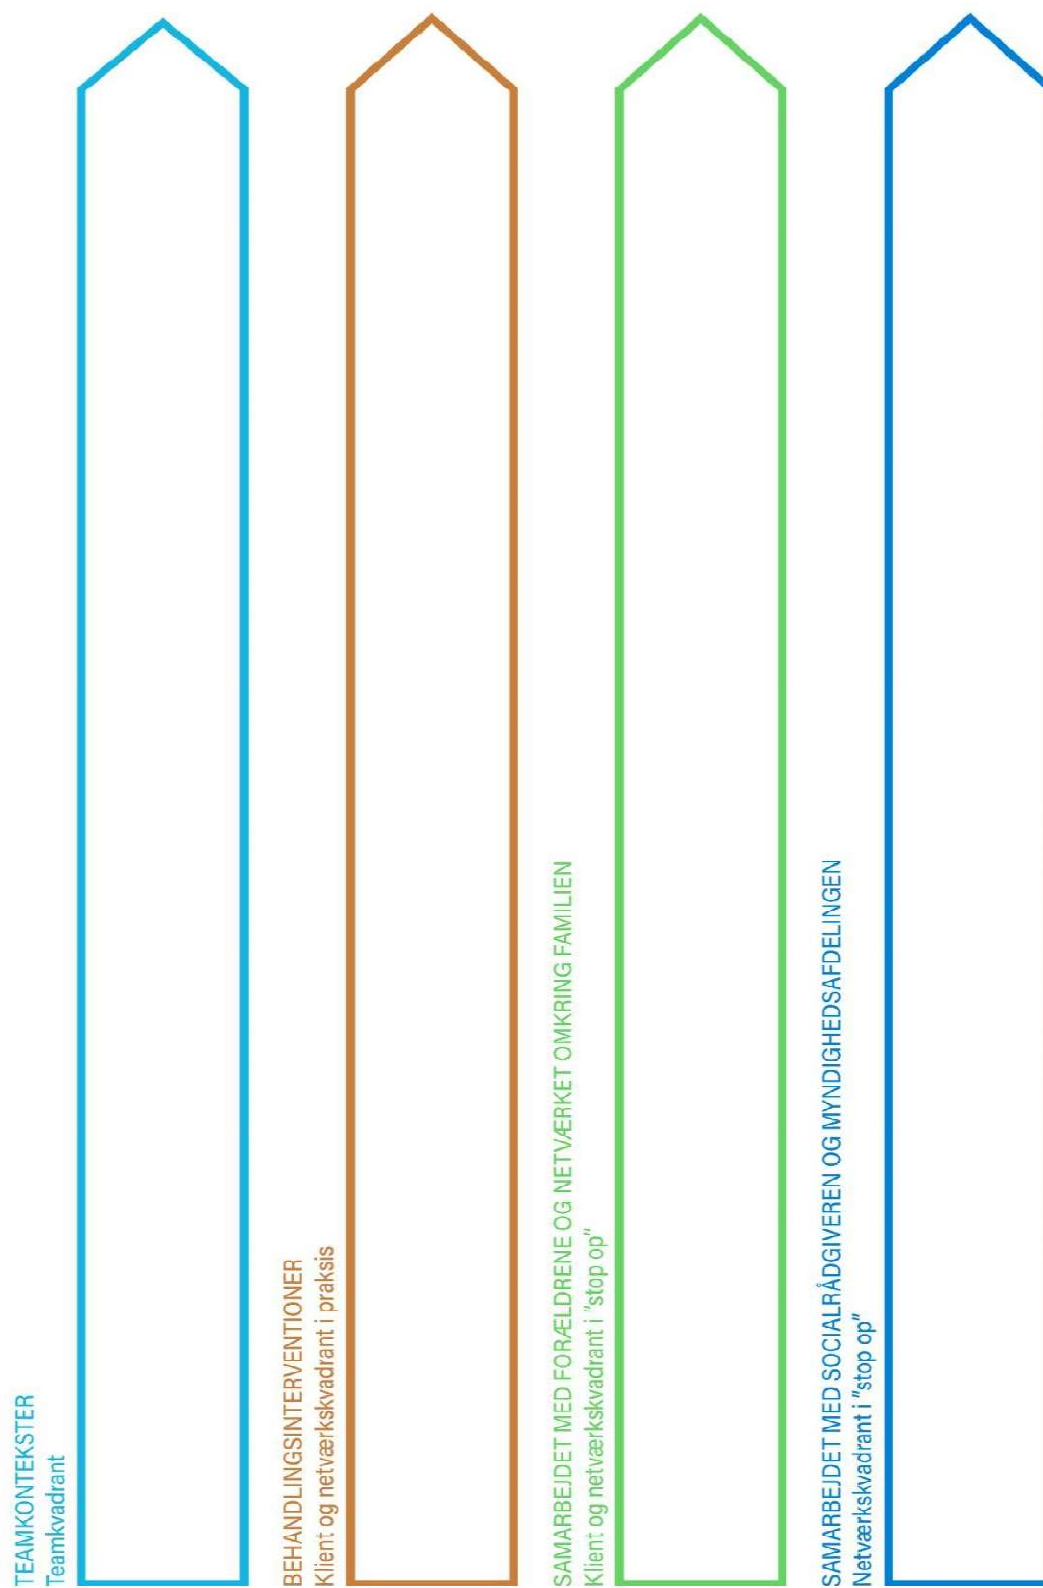 TEAMKONTEKSTER
Teamkvadrant
BEHANDLINGSINTERVENTIONER
Klient og netværkskvadrant i praksis
SAMARBEJDET MED FORÆLDRENE OG NETVÆRKET OMKRING FAMILIEN
Klient og netværkskvadrant i "stop op"
SAMARBEJDET MED SOCIALRÅDGIVEREN OG MYNDIGHEDSAFDELINGEN
Netværkskvadrant i "stop op"